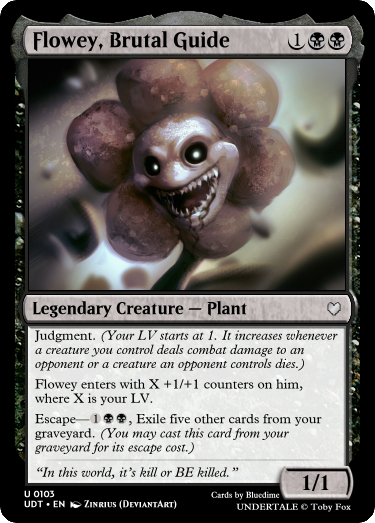 Flowey, Brutal Guide 1
Legendary Creature — Plant
Judgment. (Your LV starts at 1. It increases whenever
a creature you control deals combat damage to an
opponent or a creature an opponent controls dies.)
Flowey enters with X +1/+1 counters on him,
where X is your LV.
Escape—1, Exile five other cards from your
graveyard. (You may cast this card from your
graveyard for its escape cost.)
"In this world, it's kill or BE killed."
1/1
U 0103
Cards by Bluedime
UDT • EN ZINRIUS (DEVIANTART)
UNDERTALE © Toby Fox